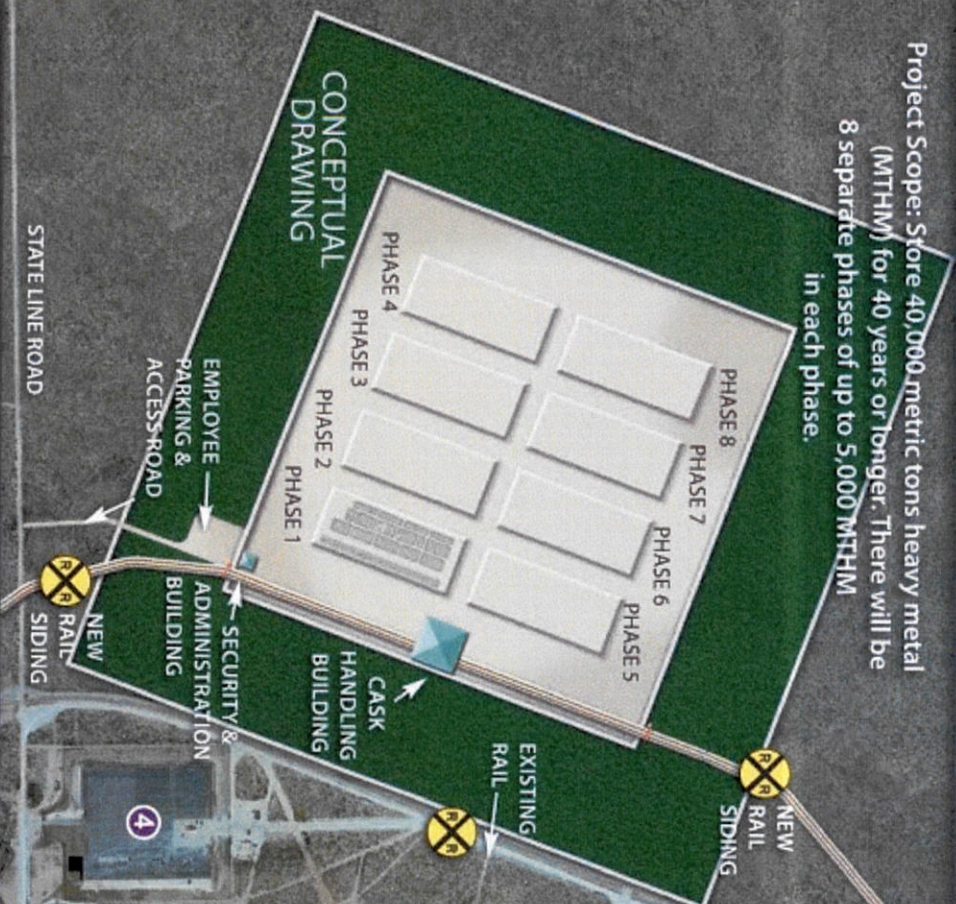 Project Scope: Store 40,000 metric tons heavy metal
(MTHM) for 40 years or longer. There will be
8 separate phases of up to 5,000 MTHM
in each phase.
CONCEPTUAL
DRAWING
PHASE 8
PHASE 7
PHASE 6
PHASE 5
PHASE 4
PHASE 3
PHASE 2
PHASE 1
NEW
RAIL
SIDING
EXISTING
RAIL
CASK
HANDLING
BUILDING
SECURITY &
ADMINISTRATION
BUILDING
EMPLOYEE
PARKING &
ACCESS ROAD
NEW
RAIL
SIDING
STATE LINE ROAD
R R
R R
R R
4